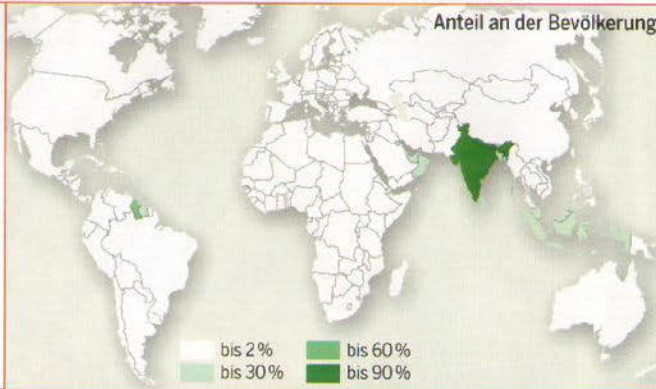 Anteil an der Bevölkerung
bis 2 %
bis 60 %
bis 30 %
bis 90 %